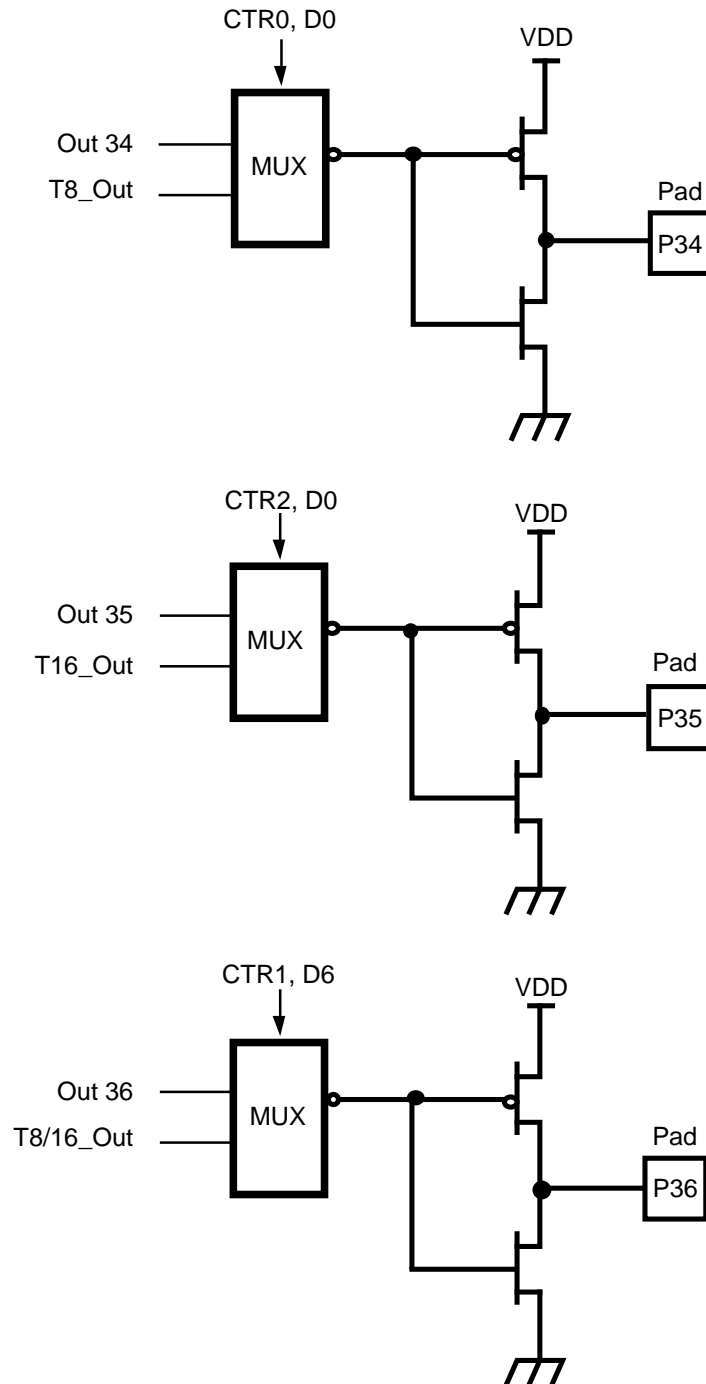 CTR0, D0
VDD
Out 34
MUX
T8_Out
Pad
P34
CTR2, D0
VDD
Out 35
MUX
T16_Out
Pad
P35
CTR1, D6
VDD
Out 36
MUX
T8/16_Out
Pad
P36